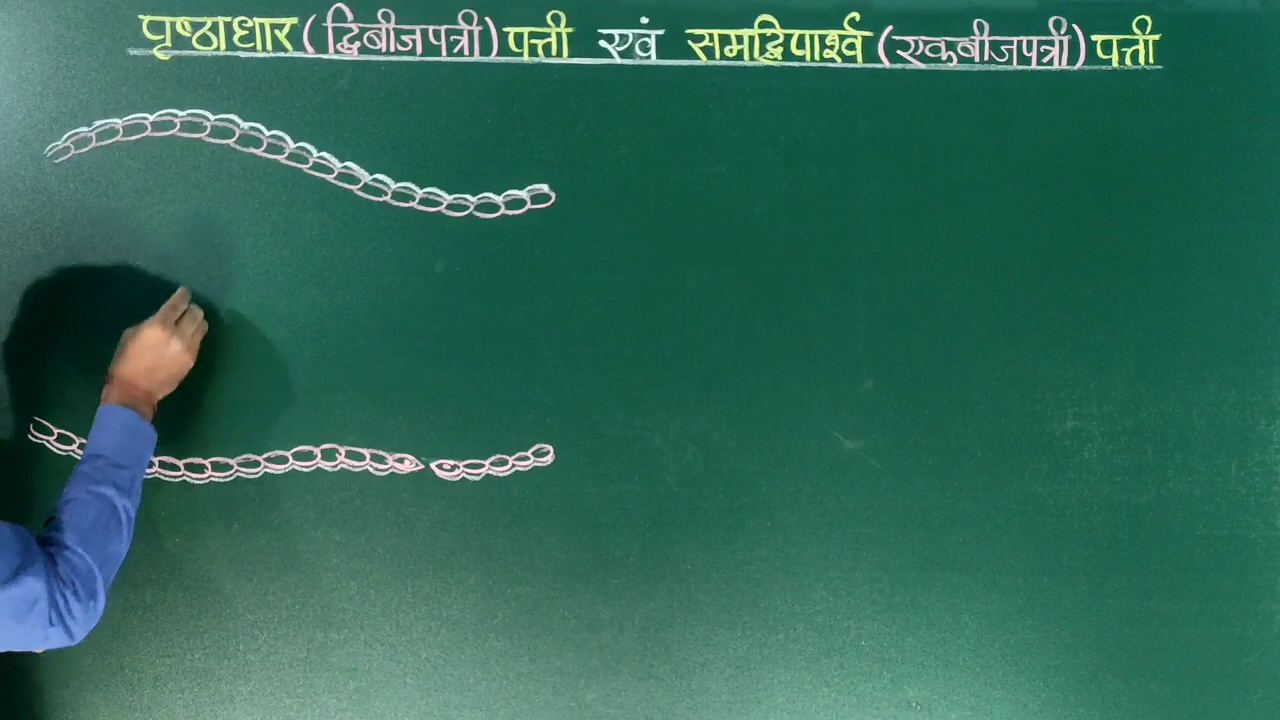 पृष्ठाधार (द्विबीजपत्री) पत्ती एवं समद्विपार्श्व (एकबीजपत्री) पत्ती